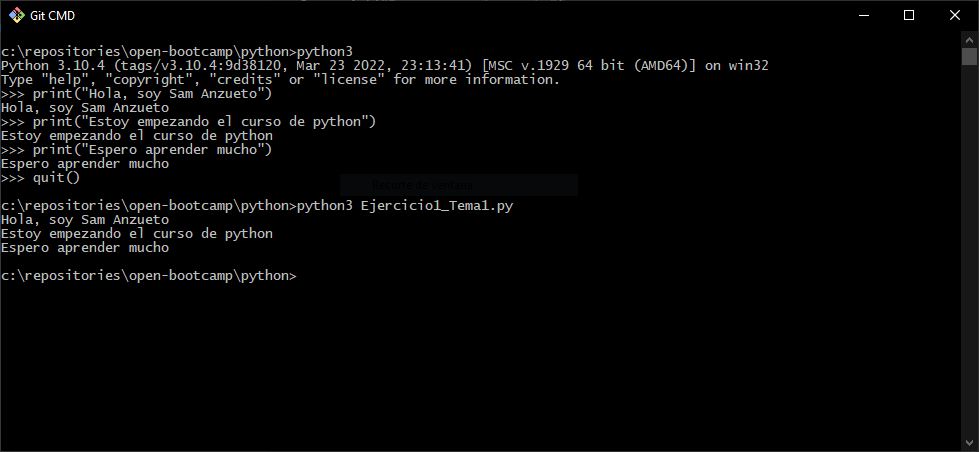 Git CMD
c:\repositories\open-bootcamp\python>python3
Python 3.10.4 (tags/v3.10.4:9d38120, Mar 23 2022, 23:13:41) [MSC v.1929 64 bit (AMD64)] on win32
Type "help", "copyright", "credits" or "license" for more information.
>>> print("Hola, soy Sam Anzueto")
Hola, soy Sam Anzueto
>>> print("Estoy empezando el curso de python")
Estoy empezando el curso de python
>>> print("Espero aprender mucho")
Espero aprender mucho
>>> quit()
Recorte de ventana
c:\repositories\open-bootcamp\python>python3 Ejercicio1_Tema1.py
Hola, soy Sam Anzueto
Estoy empezando el curso de python
Espero aprender mucho
c:\repositories\open-bootcamp\python>